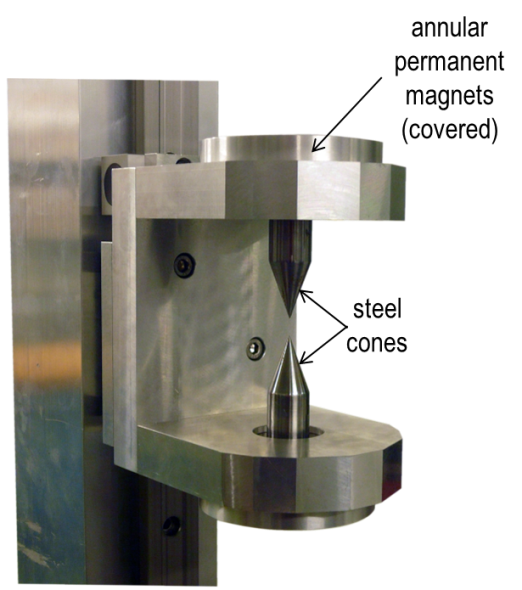 annular
permanent
magnets
(covered)
steel
cones